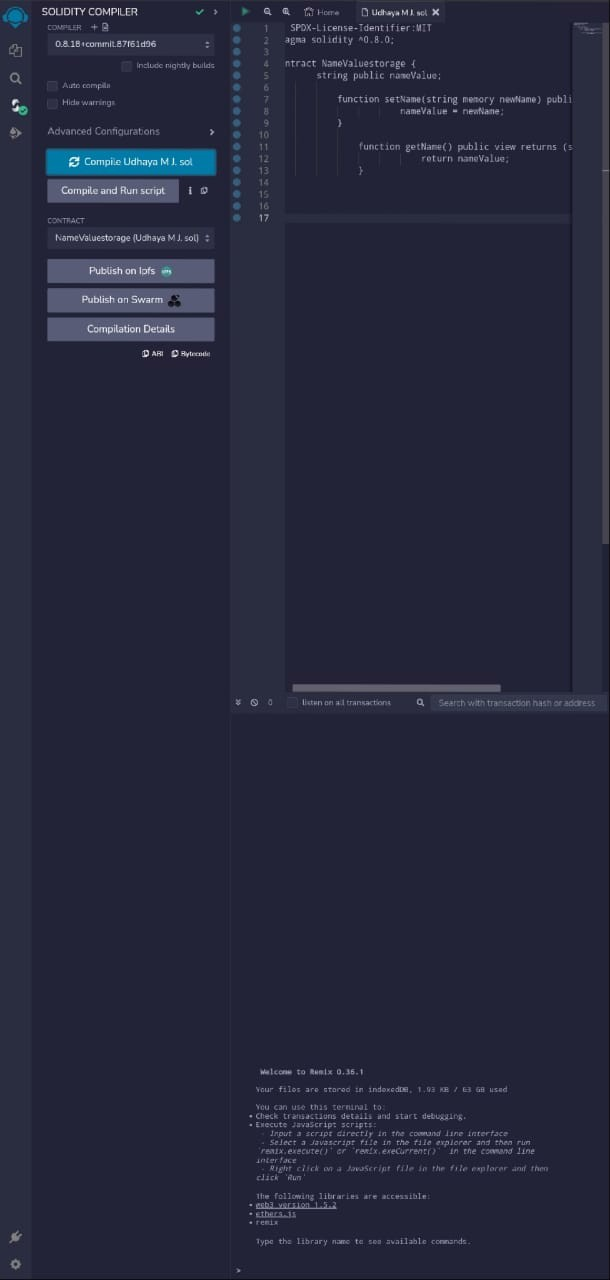 SOLIDITY COMPILER
COMPILER
0.8.18+commit.87f61d96
Include nightly builds
Auto compile
Hide warnings
Advanced Configurations
Compile Udhaya M J. sol
Compile and Run script
i
CONTRACT
NameValuestorage (Udhaya M J. sol)
Publish on Ipfs
Publish on Swarm
Compilation Details
ABI Bytecode
Home Udhaya M J. sol
1 SPDX-License-Identifier:MIT
2 agma solidity ^0.8.0;
3
4 ntract NameValuestorage {
5 string public nameValue;
6
7 function setName(string memory newName) publi
8 nameValue = newName;
9 }
10
11 function getName() public view returns (s
12 return nameValue;
13 }
14
15
16
17
0 listen on all transactions Search with transaction hash or address
Welcome to Remix 0.36.1
Your files are stored in indexedDB, 1.93 KB / 63 GB used
You can use this terminal to:
• Check transactions details and start debugging.
• Execute JavaScript scripts:
- Input a script directly in the command line interface
- Select a Javascript file in the file explorer and then run
`remix.execute()` or `remix.exeCurrent()` in the command line
interface
- Right click on a JavaScript file in the file explorer and then
click `Run`
The following libraries are accessible:
• web3 version 1.5.2
• ethers.js
• remix
Type the library name to see available commands.
>